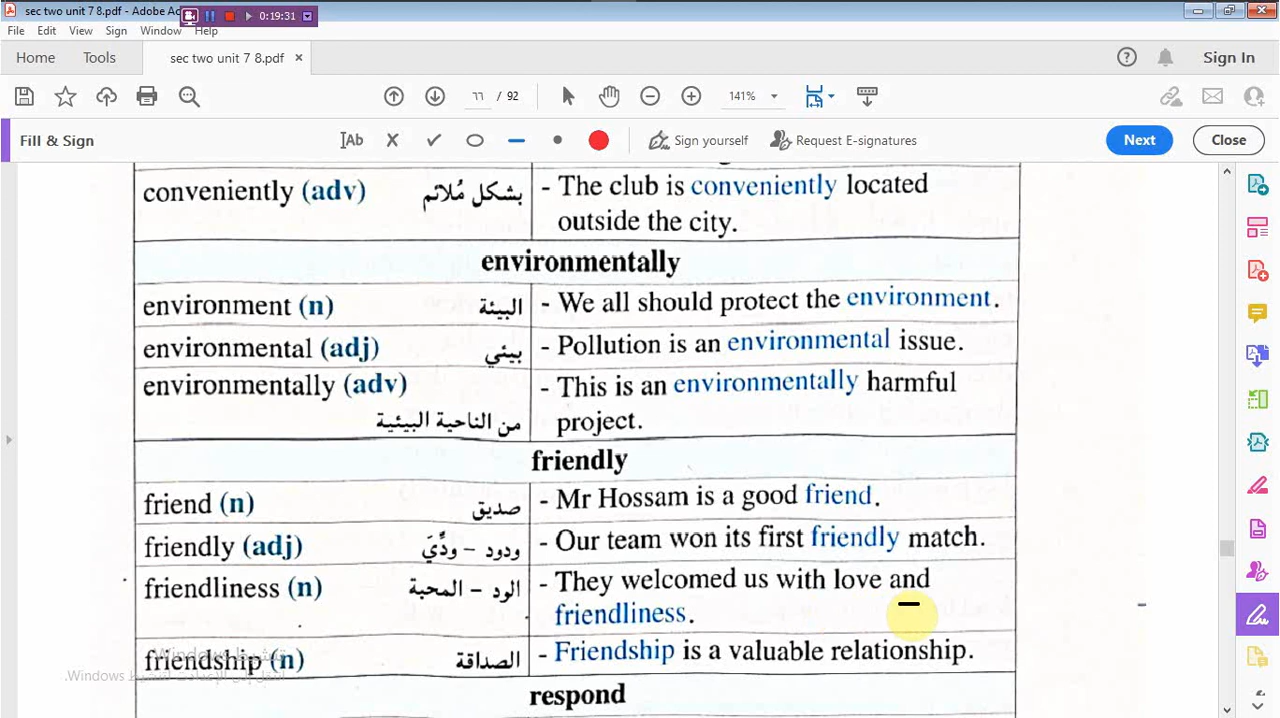 sec two unit 7 8.pdf - Adobe Ac
0:19:31
File Edit View Sign Window Help
Home Tools sec two unit 7 8.pdf × Sign In
٦٦ / 92 141%
Fill & Sign Ab Sign yourself Request E-signatures Next Close
conveniently (adv) بشكل مُلائم - The club is conveniently located
outside the city.
environmentally
environment (n) البيئة - We all should protect the environment.
environmental (adj) بيئي - Pollution is an environmental issue.
environmentally (adv) - This is an environmentally harmful
من الناحية البيئية project.
friendly
friend (n) صديق - Mr Hossam is a good friend.
friendly (adj) ودود - ودِّيَ - Our team won its first friendly match.
friendliness (n) الود - المحبة - They welcomed us with love and
friendliness.
friendship (n) الصداقة - Friendship is a valuable relationship.
تنشيط Windows
Windows.
respond